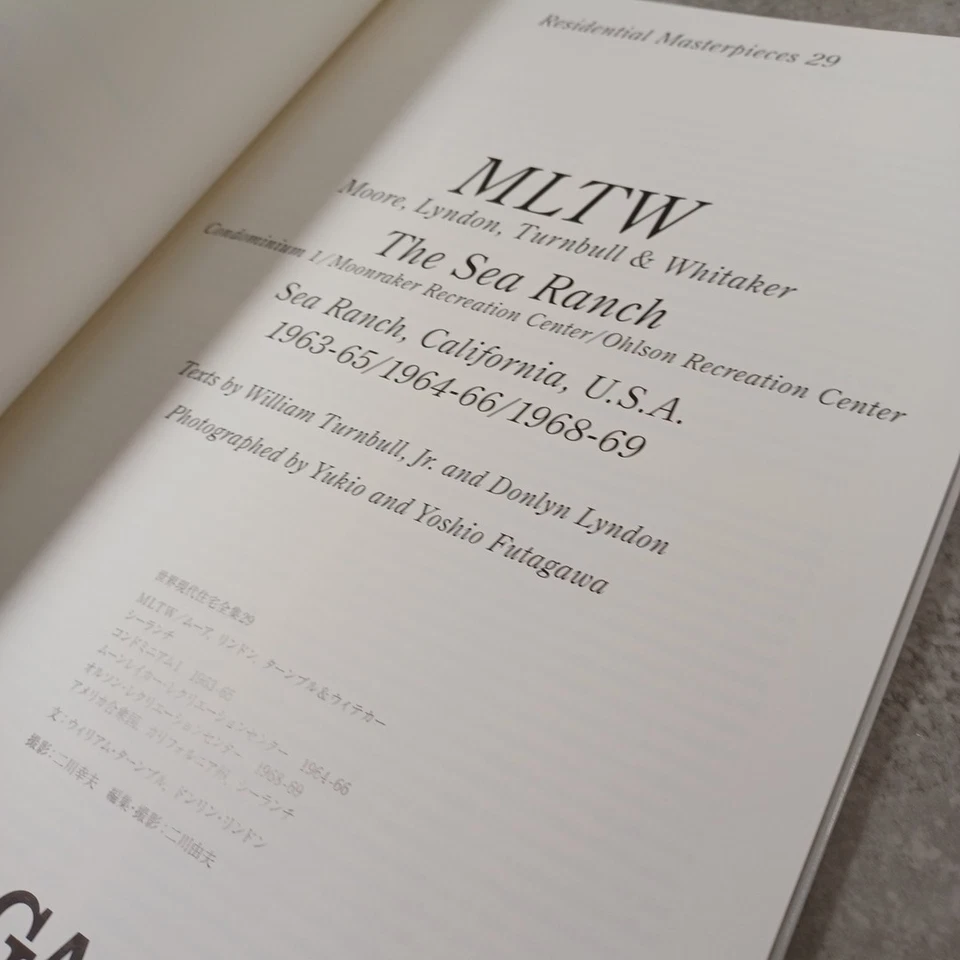 Residential Masterpieces 29
MLTW
Moore, Lyndon, Turnbull & Whitaker
The Sea Ranch
Condominium 1/Moonraker Recreation Center/Ohlson Recreation Center
Sea Ranch, California, U.S.A.
1963-65/1964-66/1968-69
Texts by William Turnbull, Jr. and Donlyn Lyndon
Photographed by Yukio and Yoshio Futagawa
世界現代住宅全集29
MLTW/ムーア，リンドン，ターンブル&ウィテカー
シーランチ
コンドミニアム1 1963-65
ムーンレイカー・レクリエーションセンター 1964-66
オルソン・レクリエーションセンター 1968-69
アメリカ合衆国，カリフォルニア州，シーランチ
文：ウィリアム・ターンブル，ドンリン・リンドン
撮影：二川幸夫 編集・撮影：二川由夫
GA